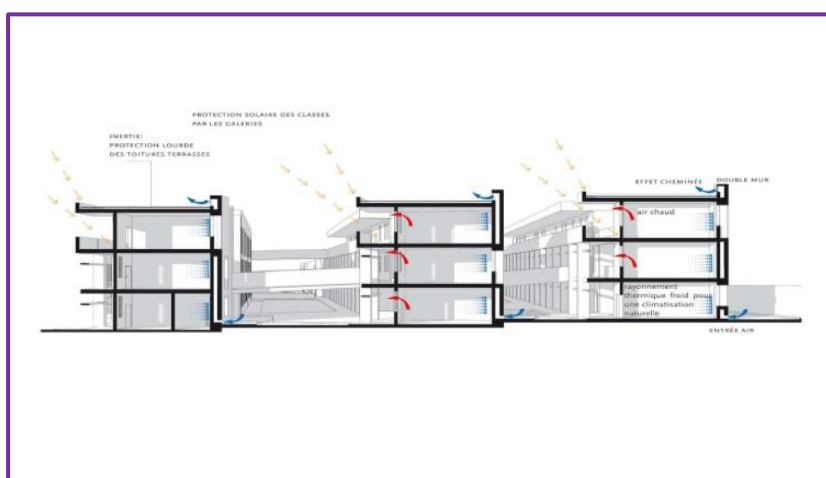 PROTECTION SOLAIRE DES CLASSES
PAR LES GALERIES
INERTIE:
PROTECTION LOURDE
DES TOITURES TERRASSES
EFFET CHEMINÉE
DOUBLE MUR
air chaud
rayonnement
thermique froid pour
une climatisation
naturelle
ENTRÉE AIR